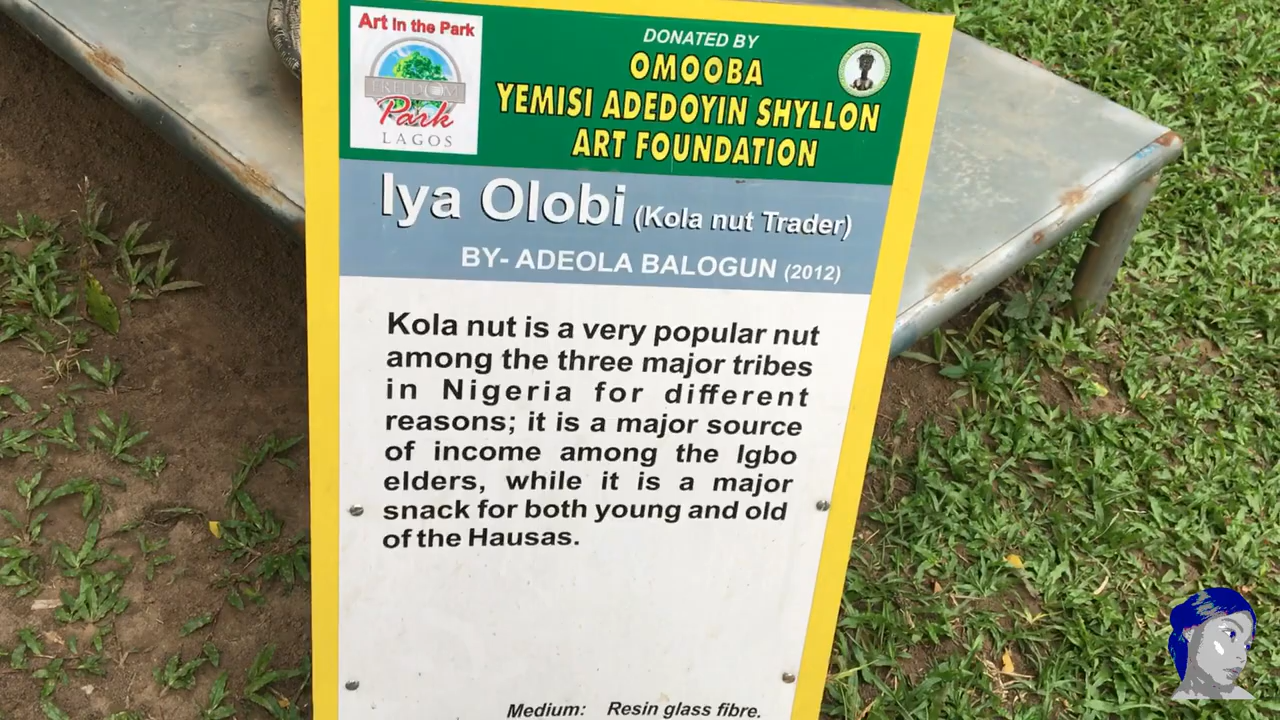 Art in the Park
FREEDOM
Park
LAGOS
DONATED BY
OMOOBA
YEMISI ADEDOYIN SHYLLON
ART FOUNDATION
Iya Olobi (Kola nut Trader)
BY- ADEOLA BALOGUN (2012)
Kola nut is a very popular nut
among the three major tribes
in Nigeria for different
reasons; it is a major source
of income among the Igbo
elders, while it is a major
snack for both young and old
of the Hausas.
Medium: Resin glass fibre.